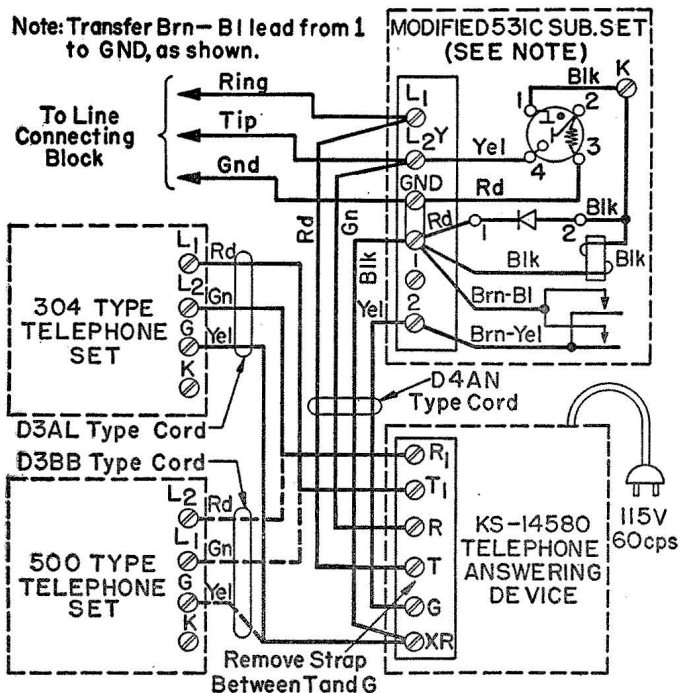 Note: Transfer Brn-Bl lead from 1
to GND, as shown.
MODIFIED 531C SUB. SET
(SEE NOTE)
Ring
To Line
Connecting
Block
Tip
Gnd
L1
L2Y
GND
1
2
Blk
K
1
2
3
4
Yel
Rd
Rd
1
2
Blk
Blk
Blk
Brn-Bl
Brn-Yel
Rd
Gn
Blk
Yel
304 TYPE
TELEPHONE
SET
L1
L2
G
K
Rd
Gn
Yel
D3AL Type Cord
D3BB Type Cord
D4AN
Type Cord
500 TYPE
TELEPHONE
SET
L2
L1
G
K
Rd
Gn
Yel
R1
T1
R
T
G
XR
KS-14580
TELEPHONE
ANSWERING
DEVICE
115V
60cps
Remove Strap
Between T and G